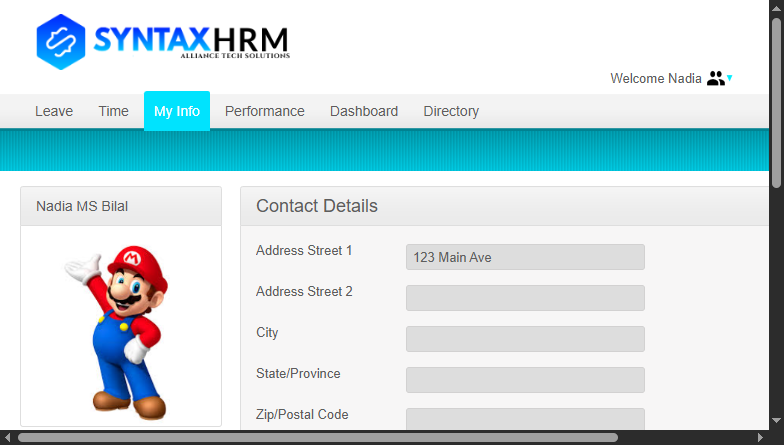 SYNTAXHRM
ALLIANCE TECH SOLUTIONS
Welcome Nadia
Leave
Time
My Info
Performance
Dashboard
Directory
Nadia MS Bilal
M
Contact Details
Address Street 1
123 Main Ave
Address Street 2
City
State/Province
Zip/Postal Code